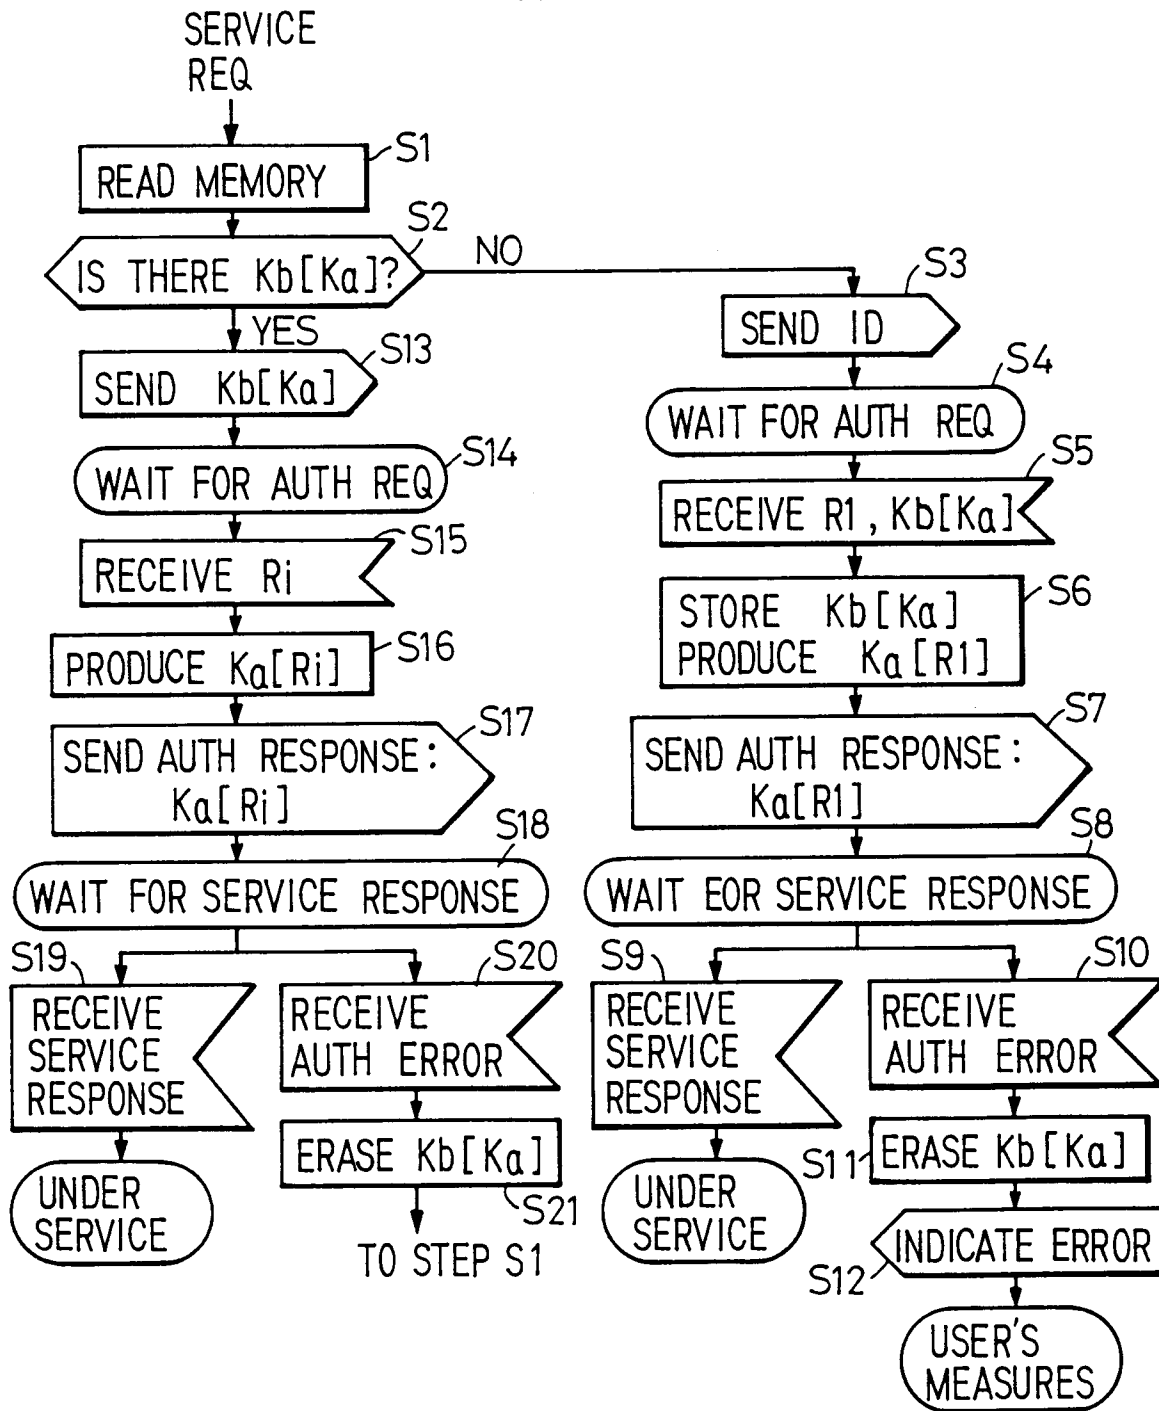 SERVICE
REQ
S1
READ MEMORY
S2
IS THERE Kb[Ka]?
NO
YES
S13
SEND Kb[Ka]
S14
WAIT FOR AUTH REQ
S15
RECEIVE Ri
S16
PRODUCE Ka[Ri]
S17
SEND AUTH RESPONSE:
Ka[Ri]
S18
WAIT FOR SERVICE RESPONSE
S19
RECEIVE
SERVICE
RESPONSE
UNDER
SERVICE
S20
RECEIVE
AUTH ERROR
ERASE Kb[Ka]
S21
TO STEP S1
S3
SEND ID
S4
WAIT FOR AUTH REQ
S5
RECEIVE R1, Kb[Ka]
S6
STORE Kb[Ka]
PRODUCE Ka[R1]
S7
SEND AUTH RESPONSE:
Ka[R1]
S8
WAIT EOR SERVICE RESPONSE
S9
RECEIVE
SERVICE
RESPONSE
UNDER
SERVICE
S10
RECEIVE
AUTH ERROR
S11
ERASE Kb[Ka]
INDICATE ERROR
S12
USER'S
MEASURES